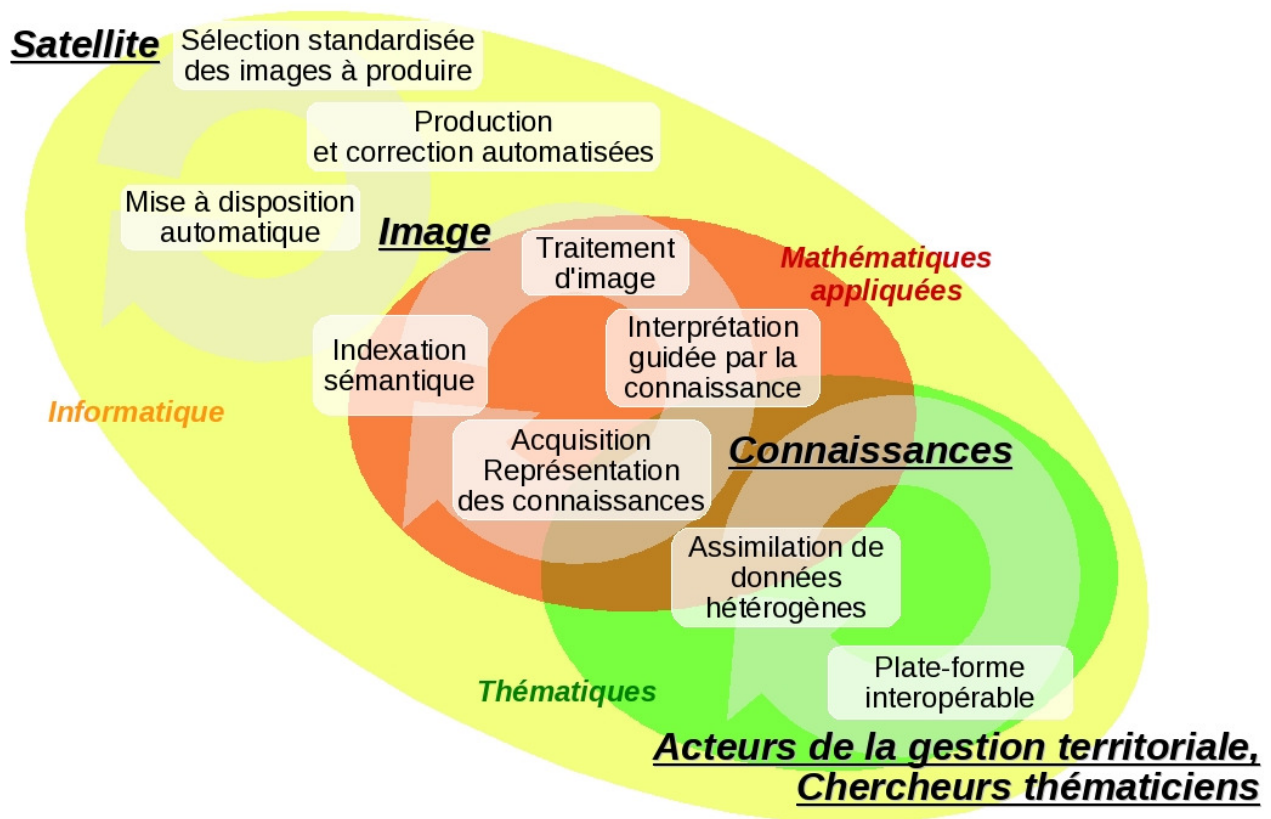 Satellite
Sélection standardisée
des images à produire
Production
et correction automatisées
Mise à disposition
automatique
Image
Traitement
d'image
Mathématiques
appliquées
Interprétation
guidée par la
connaissance
Indexation
sémantique
Informatique
Acquisition
Représentation
des connaissances
Connaissances
Assimilation de
données
hétérogènes
Thématiques
Plate-forme
interopérable
Acteurs de la gestion territoriale,
Chercheurs thématiciens